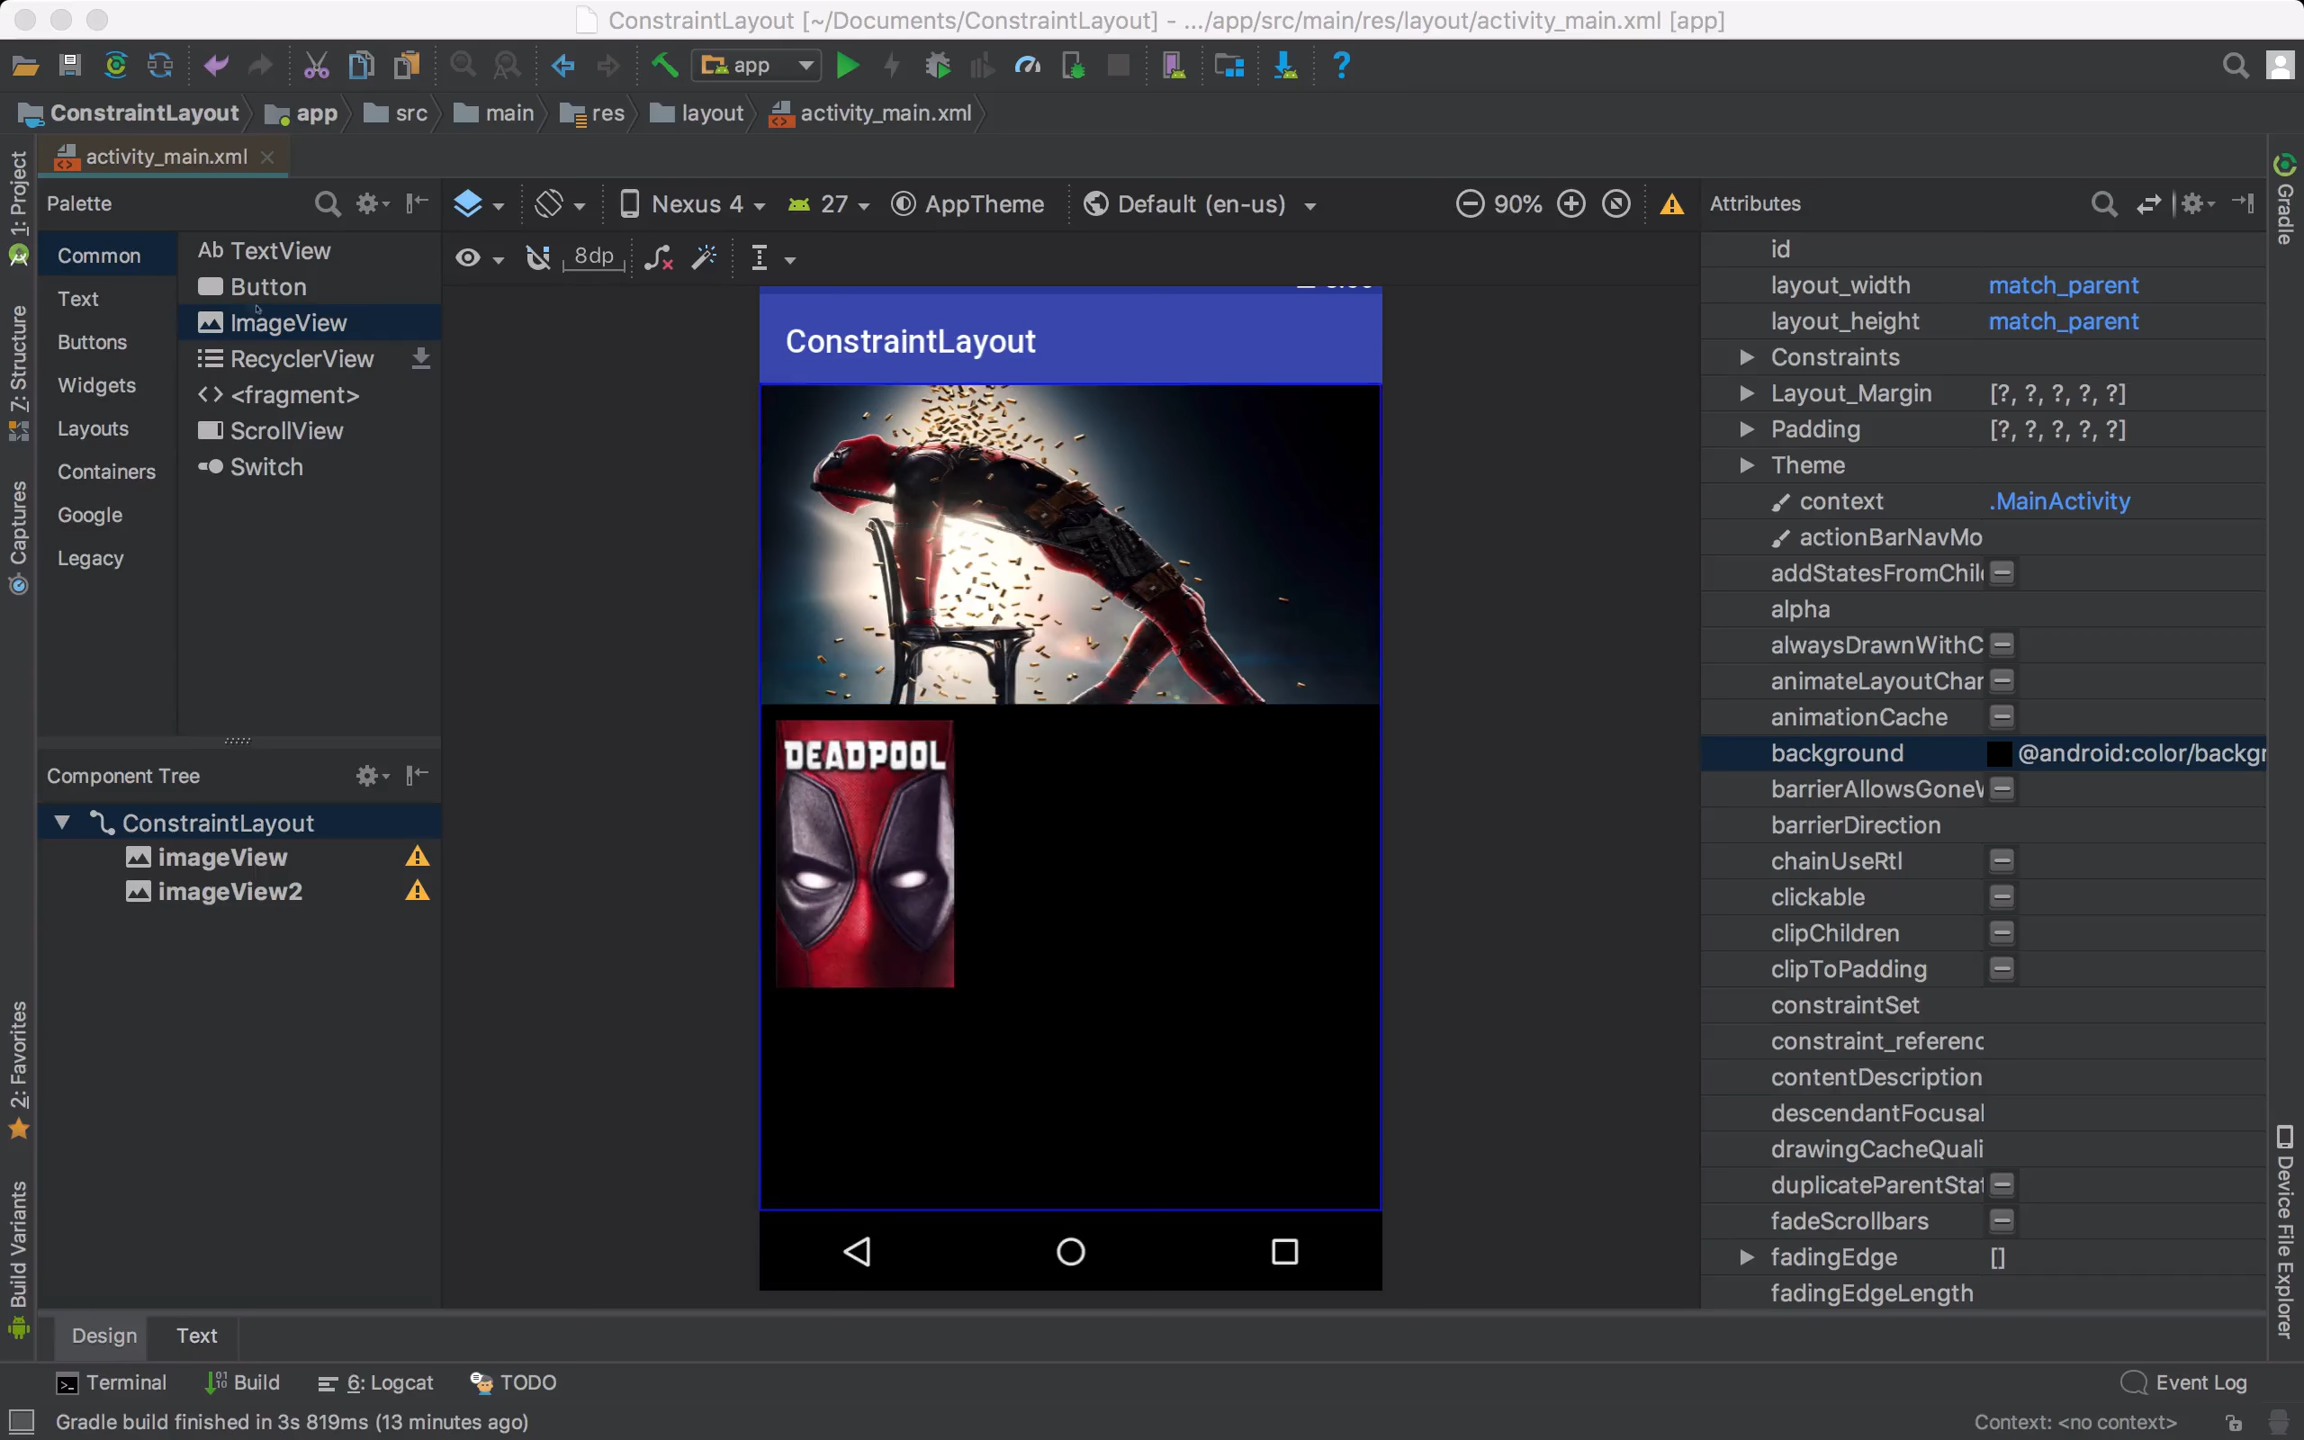 ConstraintLayout [~/Documents/ConstraintLayout] - .../app/src/main/res/layout/activity_main.xml [app]
app
ConstraintLayout app src main res layout activity_main.xml
activity_main.xml
1: Project
Z: Structure
Captures
2: Favorites
Build Variants
Palette
Common
Text
Buttons
Widgets
Layouts
Containers
Google
Legacy
Ab TextView
Button
ImageView
RecyclerView
<fragment>
ScrollView
Switch
Component Tree
ConstraintLayout
imageView
imageView2
Nexus 4 27 AppTheme Default (en-us) 90%
8dp
ConstraintLayout
DEADPOOL
Attributes
id
layout_width match_parent
layout_height match_parent
Constraints
Layout_Margin [?, ?, ?, ?, ?]
Padding [?, ?, ?, ?, ?]
Theme
context .MainActivity
actionBarNavMo
addStatesFromChil
alpha
alwaysDrawnWithC
animateLayoutChar
animationCache
background @android:color/backgr
barrierAllowsGoneV
barrierDirection
chainUseRtl
clickable
clipChildren
clipToPadding
constraintSet
constraint_referenc
contentDescription
descendantFocusal
drawingCacheQuali
duplicateParentStat
fadeScrollbars
fadingEdge []
fadingEdgeLength
Gradle
Device File Explorer
Design Text
Terminal Build 6: Logcat TODO Event Log
Gradle build finished in 3s 819ms (13 minutes ago) Context: <no context>